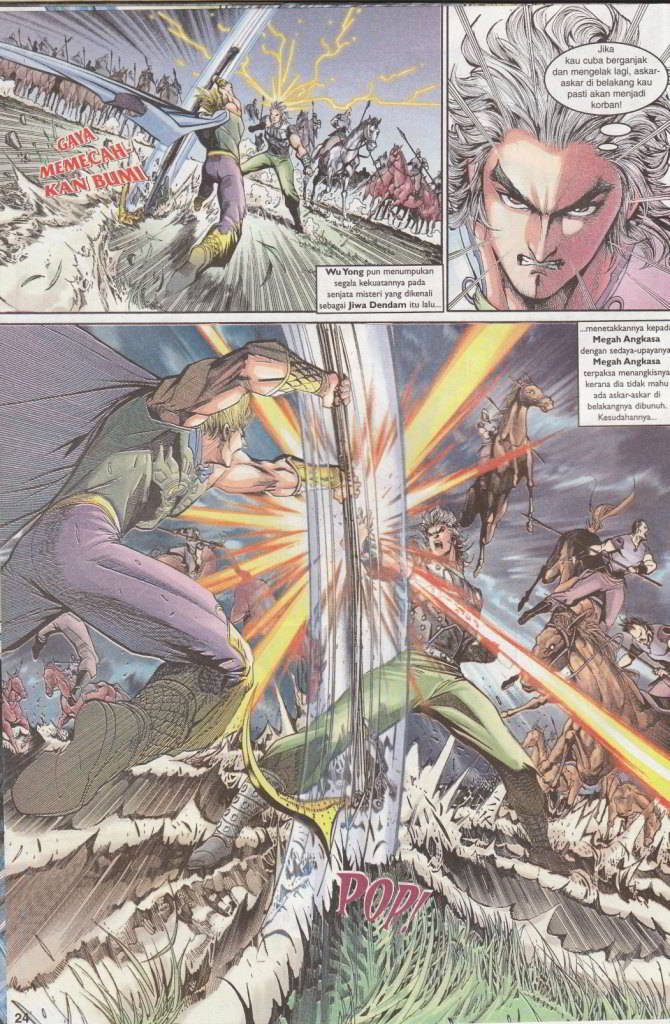 GAYA
MEMECAH-
KAN BUMI
Wu Yong pun menumpukan
segala kekuatannya pada
senjata misteri yang dikenali
sebagai Jiwa Dendam itu lalu...
Jika
kau cuba berganjak
dan mengelak lagi, askar-
askar di belakang kau
pasti akan menjadi
korban!
...menetakkannya kepada
Megah Angkasa
dengan sedaya-upayanya.
Megah Angkasa
terpaksa menangkisnya
kerana dia tidak mahu
ada askar-askar di
belakangnya dibunuh.
Kesudahannya...
POP!
24